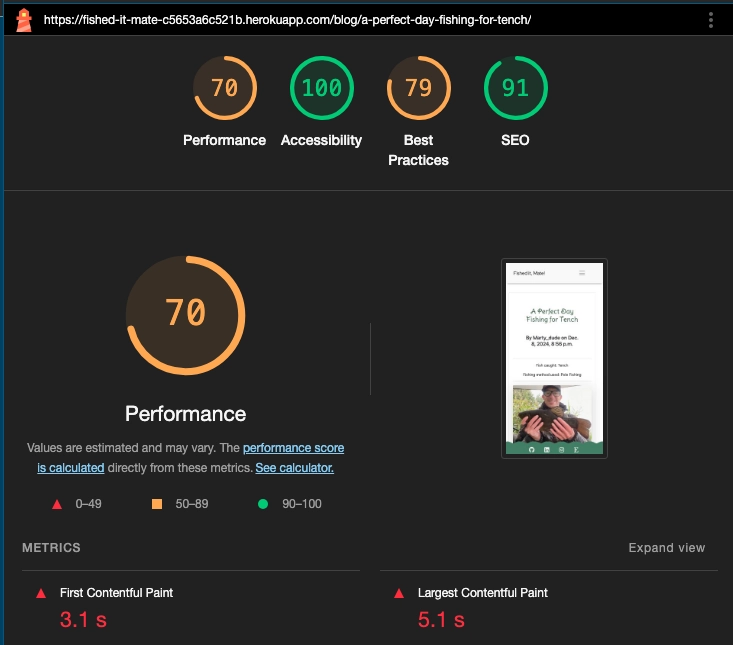 https://fished-it-mate-c5653a6c521b.herokuapp.com/blog/a-perfect-day-fishing-for-tench/
70
100
79
91
Performance
Accessibility
Best
Practices
SEO
70
Performance
Values are estimated and may vary. The performance score
is calculated directly from these metrics. See calculator.
0–49
50–89
90–100
Fished it, Mate!
A Perfect Day
Fishing for Tench
By Marty_dude on Dec.
8, 2024, 8:56 p.m.
Fish caught: Tench
Fishing method used: Pole Fishing
METRICS
Expand view
First Contentful Paint
3.1 s
Largest Contentful Paint
5.1 s